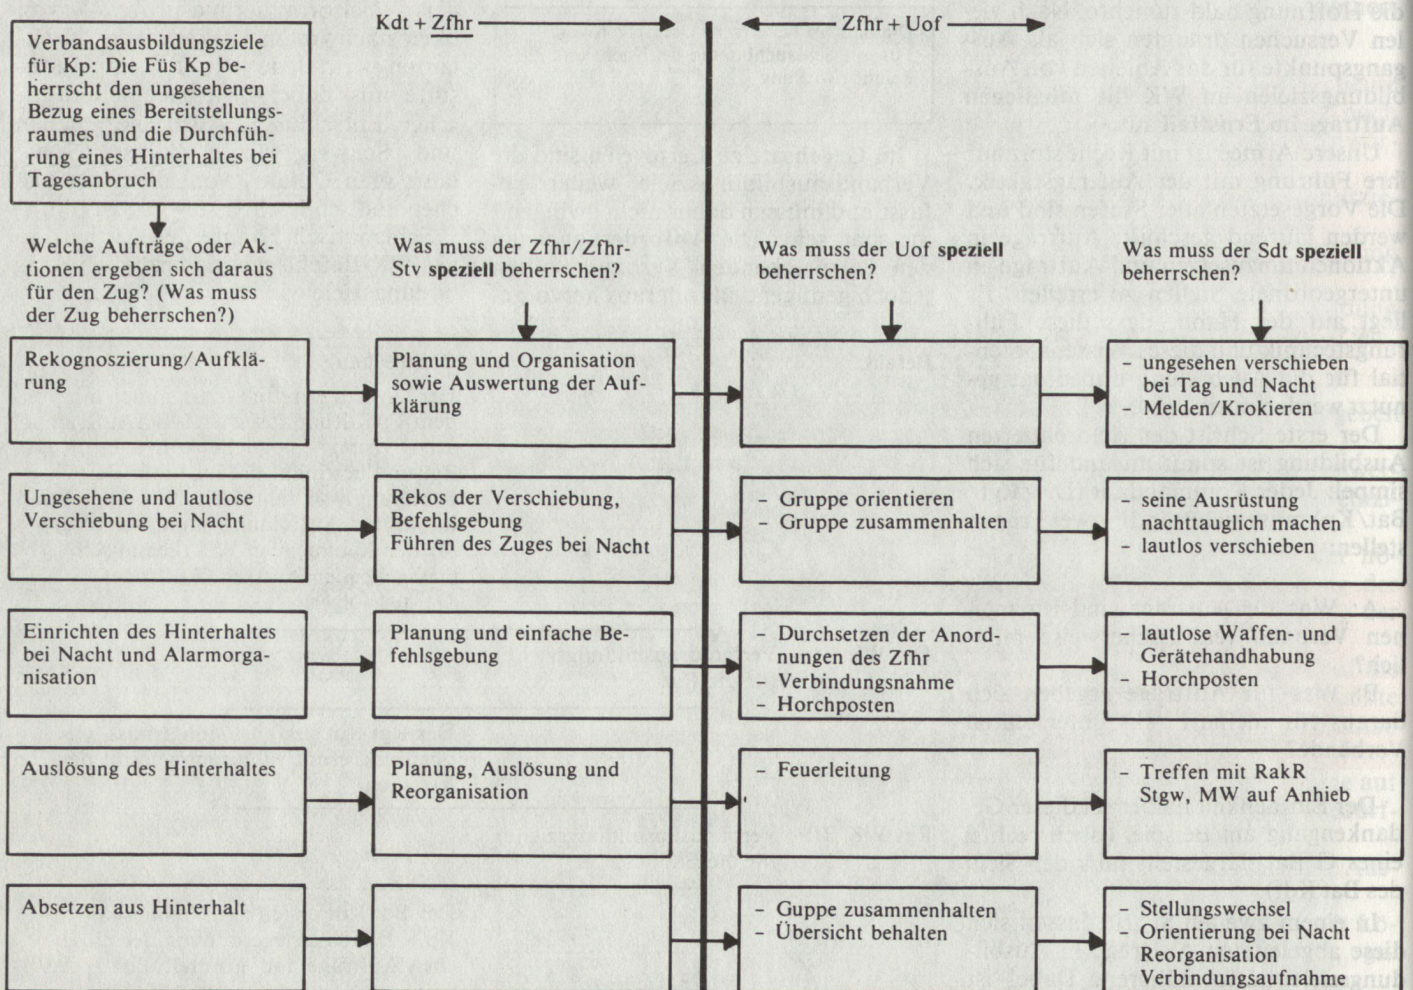 Kdt + Zfhr
Zfhr + Uof
Verbandsausbildungsziele
für Kp: Die Füs Kp be-
herrscht den ungesehenen
Bezug eines Bereitstellungs-
raumes und die Durchfüh-
rung eines Hinterhaltes bei
Tagesanbruch
Welche Aufträge oder Ak-
tionen ergeben sich daraus
für den Zug? (Was muss
der Zug beherrschen?)
Was muss der Zfhr/Zfhr-
Stv speziell beherrschen?
Was muss der Uof speziell
beherrschen?
Was muss der Sdt speziell
beherrschen?
Rekognoszierung/Aufklä-
rung
Planung und Organisation
sowie Auswertung der Auf-
klärung
– ungesehen verschieben
bei Tag und Nacht
– Melden/Krokieren
Ungesehene und lautlose
Verschiebung bei Nacht
Rekos der Verschiebung,
Befehlsgebung
Führen des Zuges bei Nacht
– Gruppe orientieren
– Gruppe zusammenhalten
– Einzelausrüstung
nachttauglich machen
– lautlos verschieben
Einrichten des Hinterhaltes
bei Nacht und Alarmorga-
nisation
Planung und einfache Be-
fehlsgebung
– Durchsetzen der Anord-
nungen des Zfhr
– Verbindungsnahme
– Horchposten
– lautlose Waffen- und
Gerätehandhabung
– Horchposten
Auslösung des Hinterhaltes
Planung, Auslösung und
Reorganisation
– Feuerleitung
– Treffen mit RakR
Stgw, MW auf Anhieb
Absetzen aus Hinterhalt
– Guppe zusammenhalten
– Übersicht behalten
– Stellungswechsel
– Orientierung bei Nacht
Reorganisation
Verbindungsaufnahme